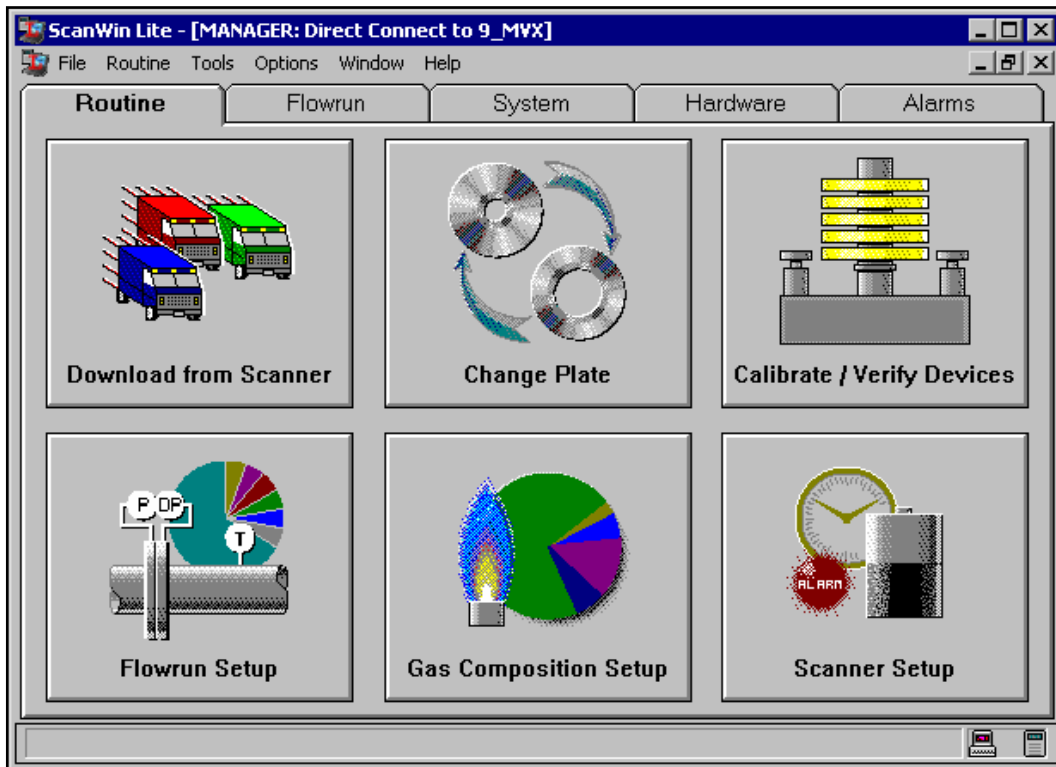 ScanWin Lite - [MANAGER: Direct Connect to 9_MVX]
File Routine Tools Options Window Help
Routine Flowrun System Hardware Alarms
Download from Scanner Change Plate Calibrate / Verify Devices
P DP T
ALARM
Flowrun Setup Gas Composition Setup Scanner Setup